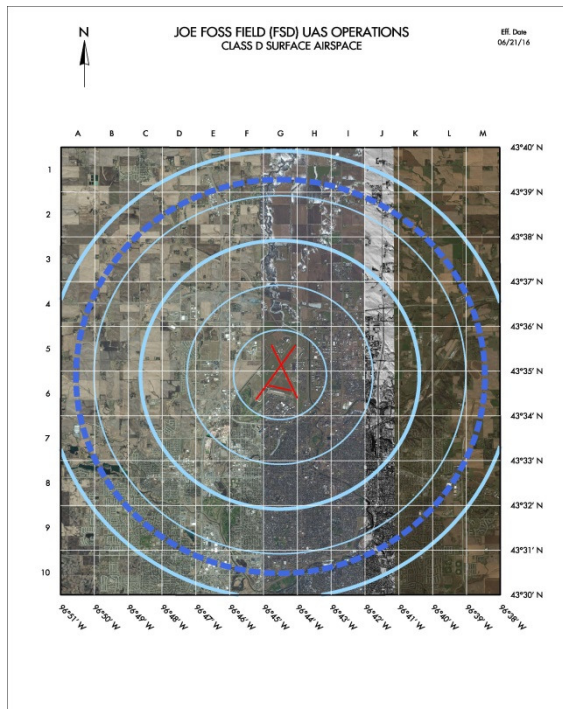 N
JOE FOSS FIELD (FSD) UAS OPERATIONS
CLASS D SURFACE AIRSPACE
Eff. Date
06/21/16
A B C D E F G H I J K L M
1
2
3
4
5
6
7
8
9
10
43°40' N
43°39' N
43°38' N
43°37' N
43°36' N
43°35' N
43°34' N
43°33' N
43°32' N
43°31' N
43°30' N
96°51' W
96°50' W
96°49' W
96°48' W
96°47' W
96°46' W
96°45' W
96°44' W
96°43' W
96°42' W
96°41' W
96°40' W
96°39' W
96°38' W